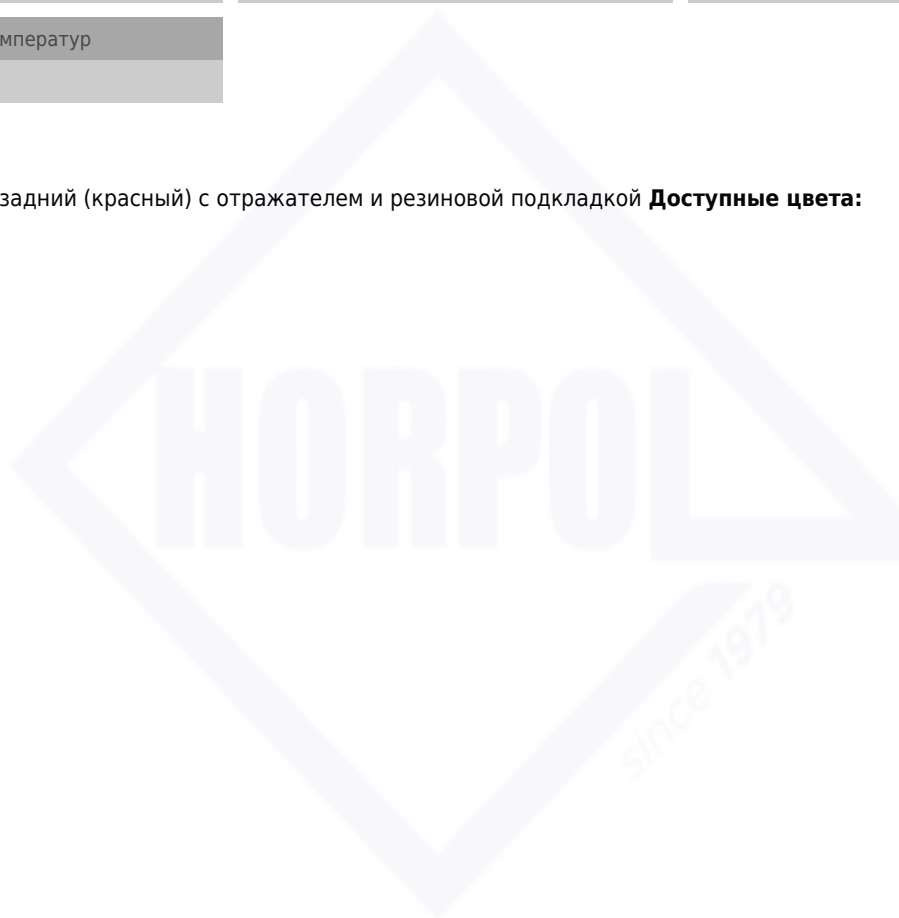 мператур
задний (красный) с отражателем и резиновой подкладкой Доступные цвета:
HORPOL
since 1979